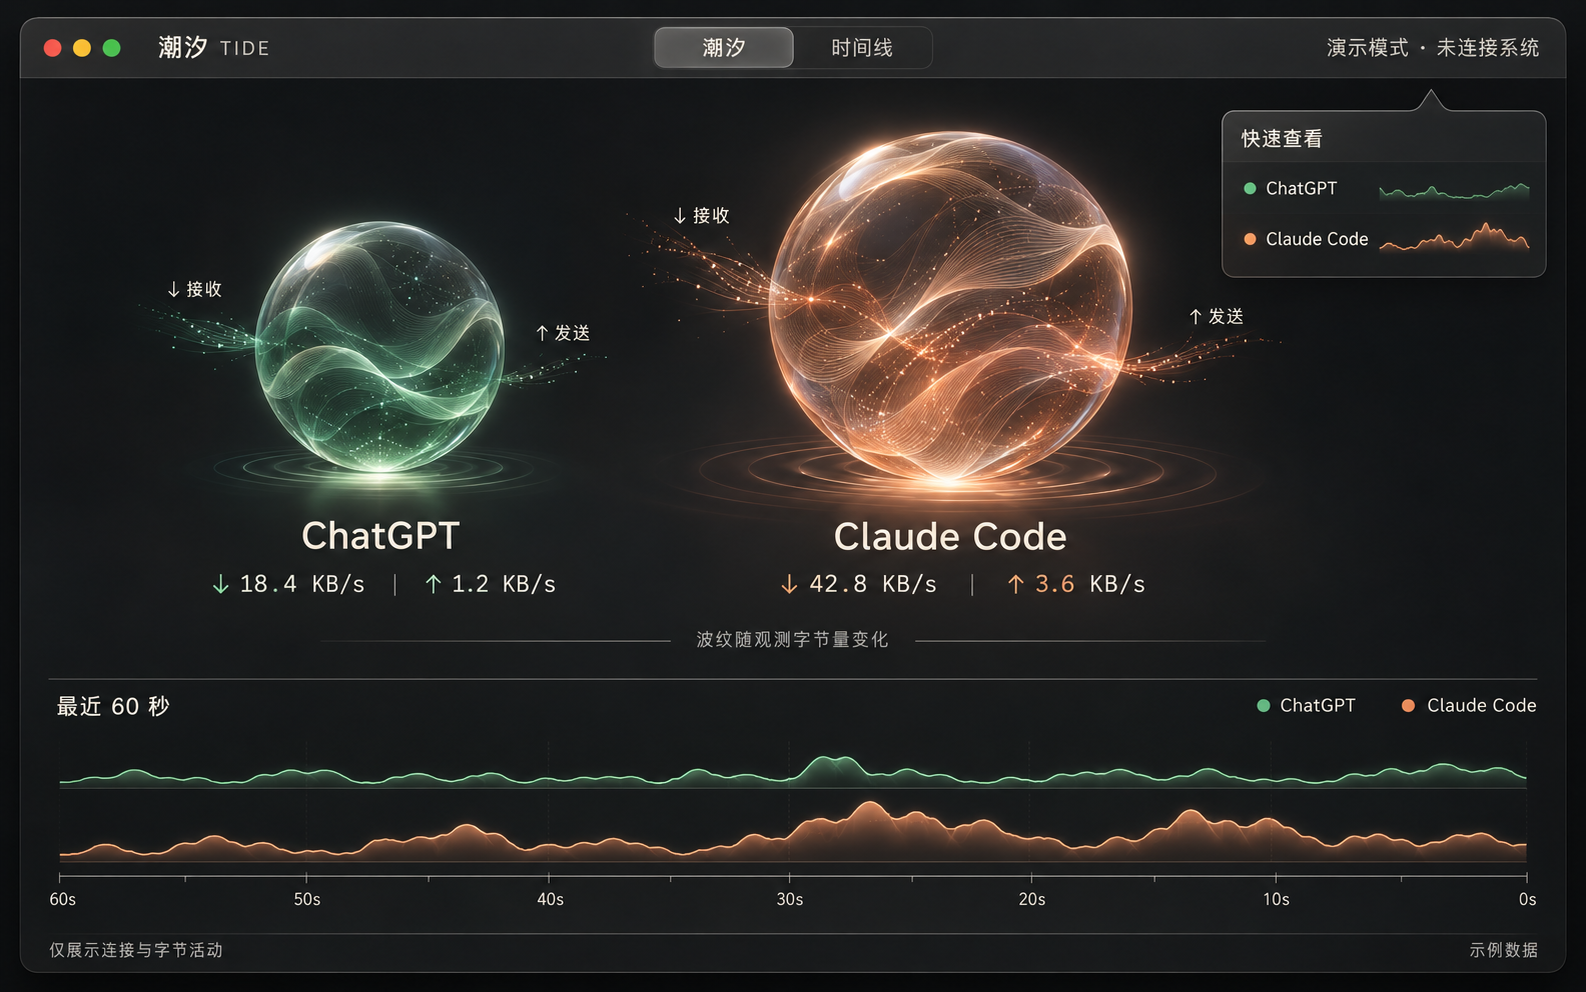 潮汐 TIDE
潮汐
时间线
演示模式 · 未连接系统
快速查看
ChatGPT
Claude Code
↓ 接收
↑ 发送
↓ 接收
↑ 发送
ChatGPT
↓ 18.4 KB/s | ↑ 1.2 KB/s
Claude Code
↓ 42.8 KB/s | ↑ 3.6 KB/s
波纹随观测字节量变化
最近 60 秒
ChatGPT
Claude Code
60s 50s 40s 30s 20s 10s 0s
仅展示连接与字节活动
示例数据